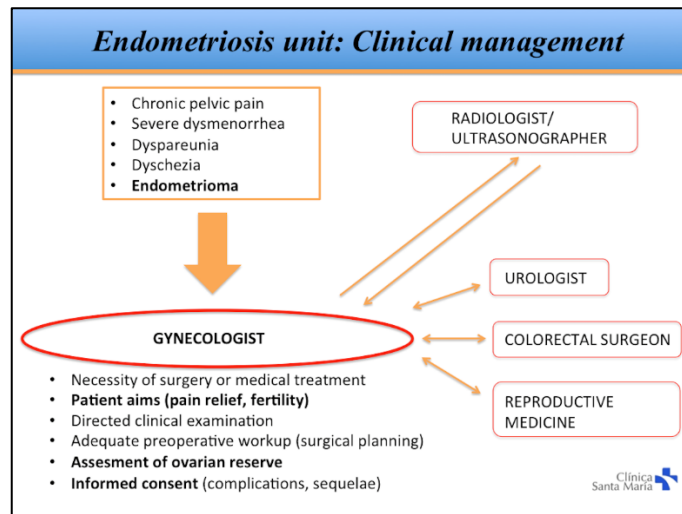 Endometriosis unit: Clinical management
• Chronic pelvic pain
• Severe dysmenorrhea
• Dyspareunia
• Dyschezia
• Endometrioma
RADIOLOGIST/
ULTRASONOGRAPHER
UROLOGIST
GYNECOLOGIST
COLORECTAL SURGEON
REPRODUCTIVE
MEDICINE
• Necessity of surgery or medical treatment
• Patient aims (pain relief, fertility)
• Directed clinical examination
• Adequate preoperative workup (surgical planning)
• Assesment of ovarian reserve
• Informed consent (complications, sequelae)
Clínica
Santa María